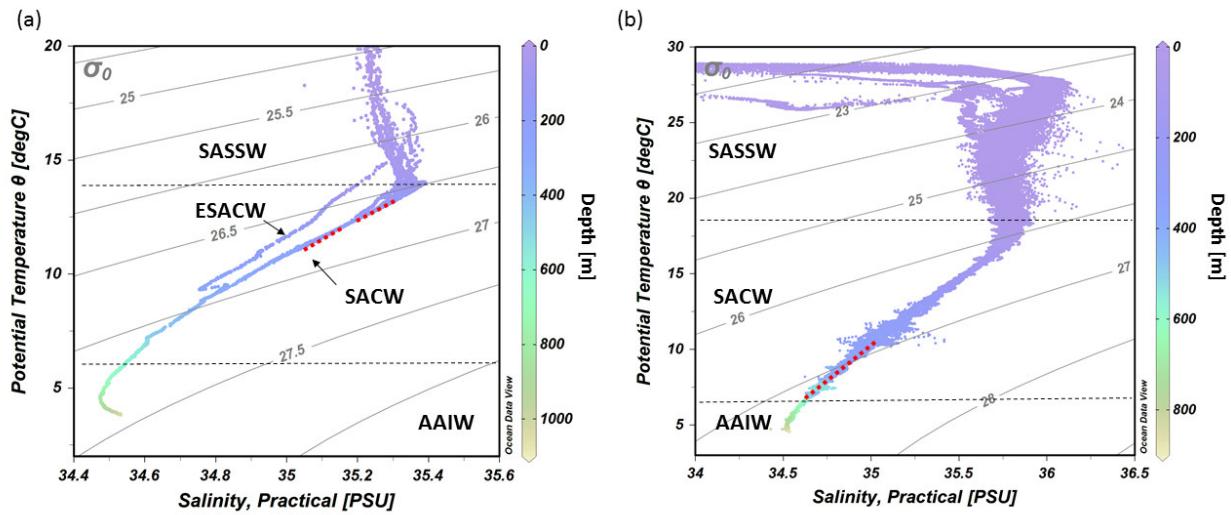 (a)
20
σ0
25
25.5
26
26.5
27
27.5
SASSW
ESACW
SACW
AAIW
15
10
5
Potential Temperature θ [degC]
34.4
34.6
34.8
35
35.2
35.4
35.6
Salinity, Practical [PSU]
Ocean Data View
0
200
400
600
800
1000
Depth [m]
(b)
30
σ0
23
24
25
26
27
28
SASSW
SACW
AAIW
25
20
15
10
5
Potential Temperature θ [degC]
34
34.5
35
35.5
36
36.5
Salinity, Practical [PSU]
Ocean Data View
0
200
400
600
800
Depth [m]